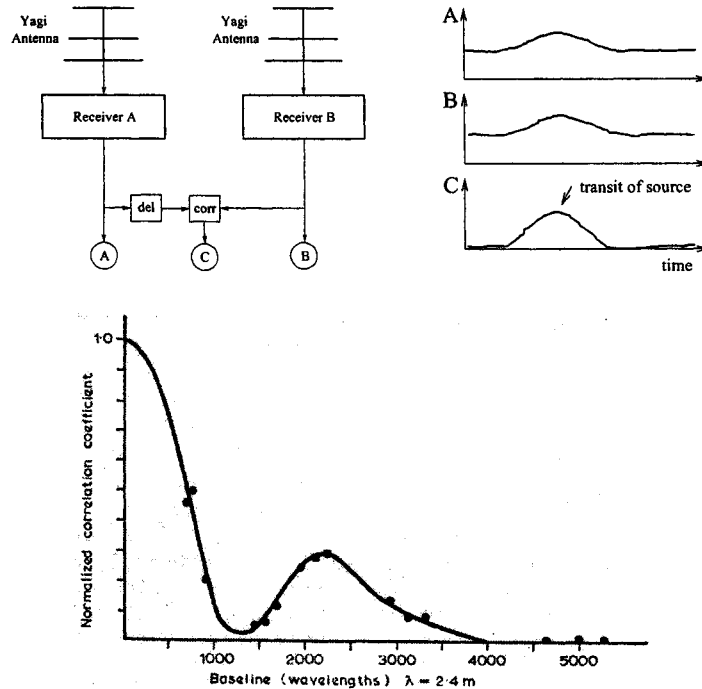 Yagi
Antenna
Yagi
Antenna
Receiver A
Receiver B
del
corr
A
C
B
A
B
C
transit of source
time
Normalized correlation coefficient
1·0
1000
2000
3000
4000
5000
Baseline (wavelengths) λ = 2·4 m